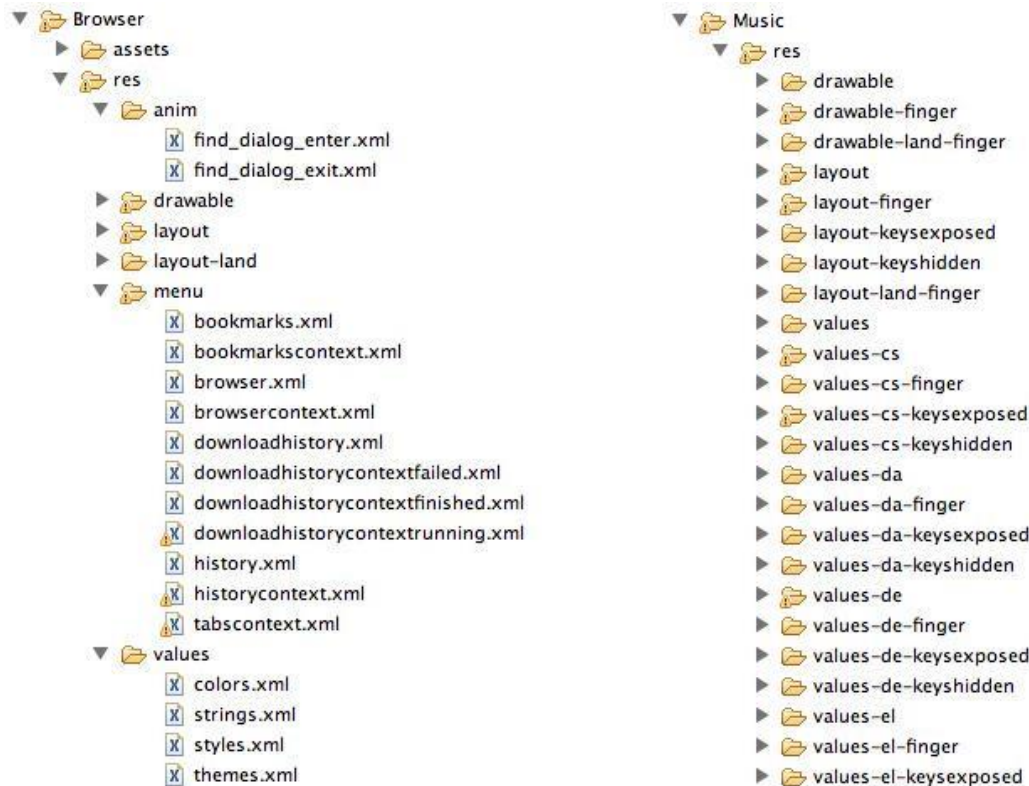 Browser
assets
res
anim
find_dialog_enter.xml
find_dialog_exit.xml
drawable
layout
layout-land
menu
bookmarks.xml
bookmarkscontext.xml
browser.xml
browsercontext.xml
downloadhistory.xml
downloadhistorycontextfailed.xml
downloadhistorycontextfinished.xml
downloadhistorycontextrunning.xml
history.xml
historycontext.xml
tabscontext.xml
values
colors.xml
strings.xml
styles.xml
themes.xml
Music
res
drawable
drawable-finger
drawable-land-finger
layout
layout-finger
layout-keysexposed
layout-keyshidden
layout-land-finger
values
values-cs
values-cs-finger
values-cs-keysexposed
values-cs-keyshidden
values-da
values-da-finger
values-da-keysexposed
values-da-keyshidden
values-de
values-de-finger
values-de-keysexposed
values-de-keyshidden
values-el
values-el-finger
values-el-keysexposed